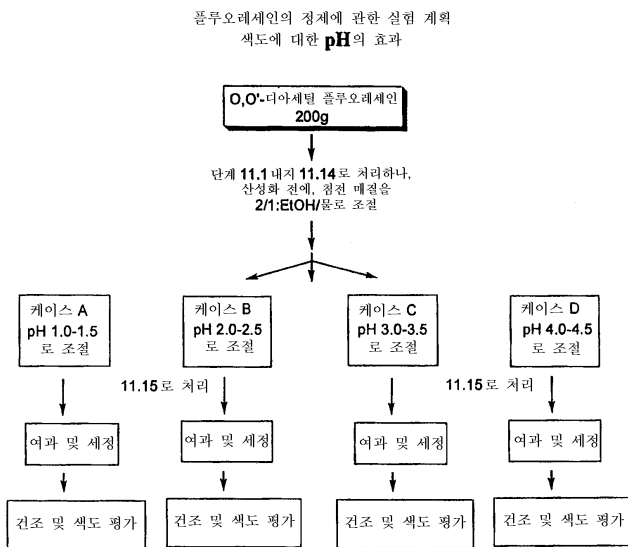 플루오레세인의 정제에 관한 실험 계획
색도에 대한 pH의 효과
O,O'-디아세틸 플루오레세인
200g
단계 11.1 내지 11.14로 처리하나,
산성화 전에, 침전 매질을
2/1:EtOH/물로 조절
케이스 A
pH 1.0-1.5
로 조절
케이스 B
pH 2.0-2.5
로 조절
케이스 C
pH 3.0-3.5
로 조절
케이스 D
pH 4.0-4.5
로 조절
11.15로 처리
11.15로 처리
여과 및 세정
여과 및 세정
여과 및 세정
여과 및 세정
건조 및 색도 평가
건조 및 색도 평가
건조 및 색도 평가
건조 및 색도 평가